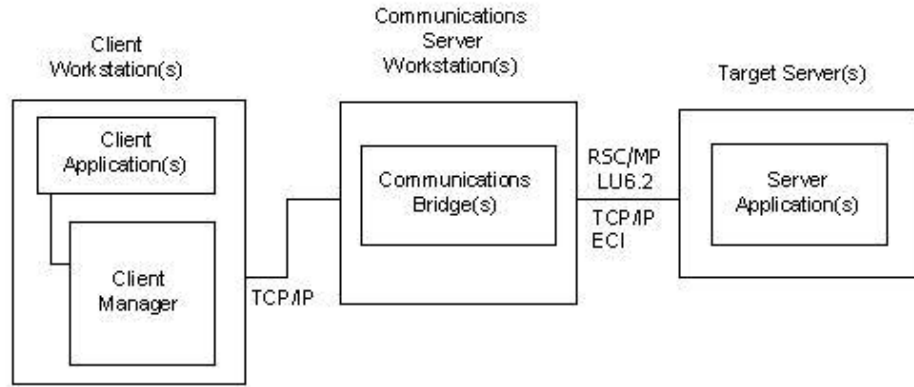 Client
Workstation(s)
Communications
Server
Workstation(s)
Target Server(s)
Client
Application(s)
Client
Manager
TCP/IP
Communications
Bridge(s)
RSC/MP
LU6.2
TCP/IP
ECI
Server
Application(s)